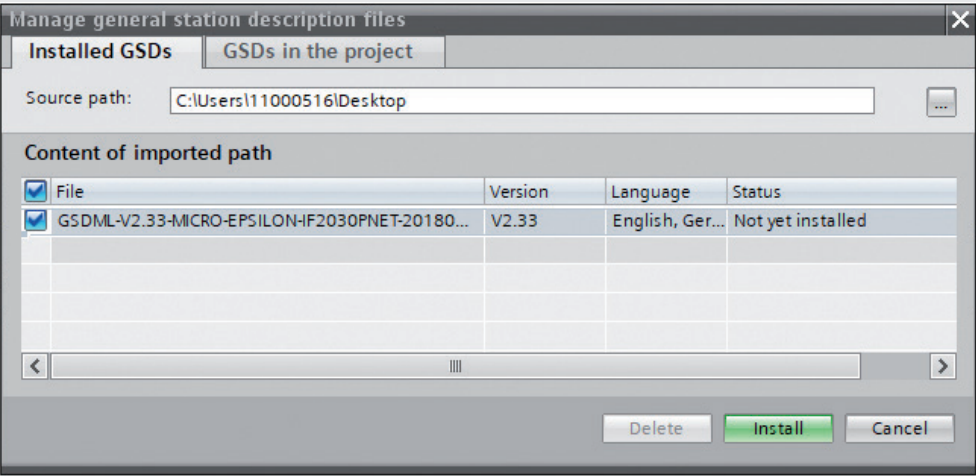 Manage general station description files
Installed GSDs GSDs in the project
Source path: C:\Users\11000516\Desktop ...
Content of imported path
File Version Language Status
GSDML-V2.33-MICRO-EPSILON-IF2030PNET-20180... V2.33 English, Ger... Not yet installed
Delete Install Cancel